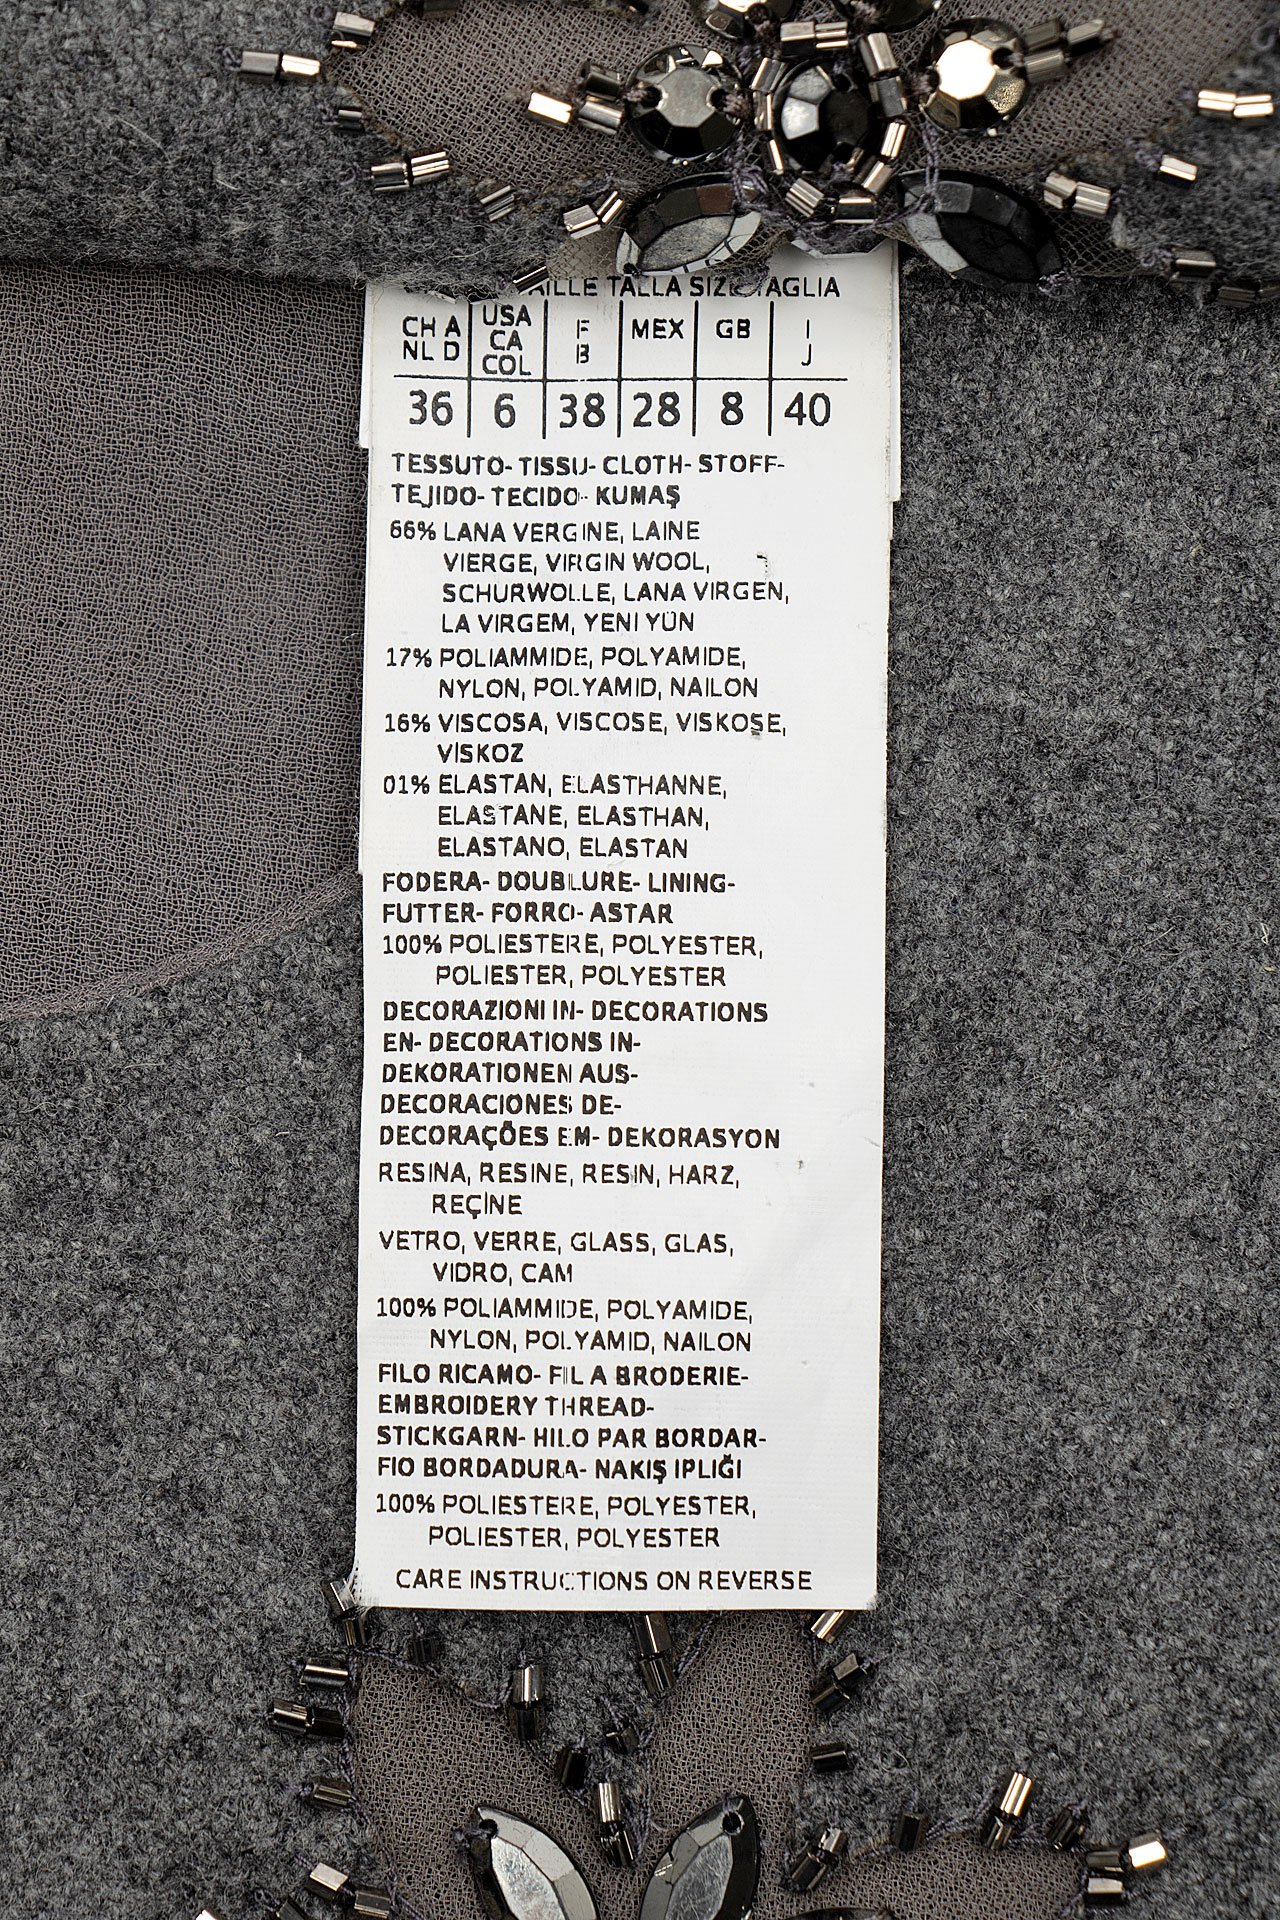 TAILLE TALLA SIZE TAGLIA
CH A NL D USA CA COL F B MEX GB I J
36 6 38 28 8 40
TESSUTO- TISSU- CLOTH- STOFF-
TEJIDO- TECIDO- KUMAŞ
66% LANA VERGINE, LAINE
VIERGE, VIRGIN WOOL,
SCHURWOLLE, LANA VIRGEN,
LA VIRGEM, YENI YÜN
17% POLIAMMIDE, POLYAMIDE,
NYLON, POLYAMID, NAILON
16% VISCOSA, VISCOSE, VISKOSE,
VİSKOZ
01% ELASTAN, ELASTHANNE,
ELASTANE, ELASTHAN,
ELASTANO, ELASTAN
FODERA- DOUBLURE- LINING-
FUTTER- FORRO- ASTAR
100% POLIESTERE, POLYESTER,
POLIESTER, POLYESTER
DECORAZIONI IN- DECORATIONS
EN- DECORATIONS IN-
DEKORATIONEN AUS-
DECORACIONES DE-
DECORAÇÕES EM- DEKORASYON
RESINA, RESINE, RESIN, HARZ,
REÇİNE
VETRO, VERRE, GLASS, GLAS,
VIDRO, CAM
100% POLIAMMIDE, POLYAMIDE,
NYLON, POLYAMID, NAILON
FILO RICAMO- FIL A BRODERIE-
EMBROIDERY THREAD-
STICKGARN- HILO PAR BORDAR-
FIO BORDADURA- NAKIŞ IPLIĞI
100% POLIESTERE, POLYESTER,
POLIESTER, POLYESTER
CARE INSTRUCTIONS ON REVERSE